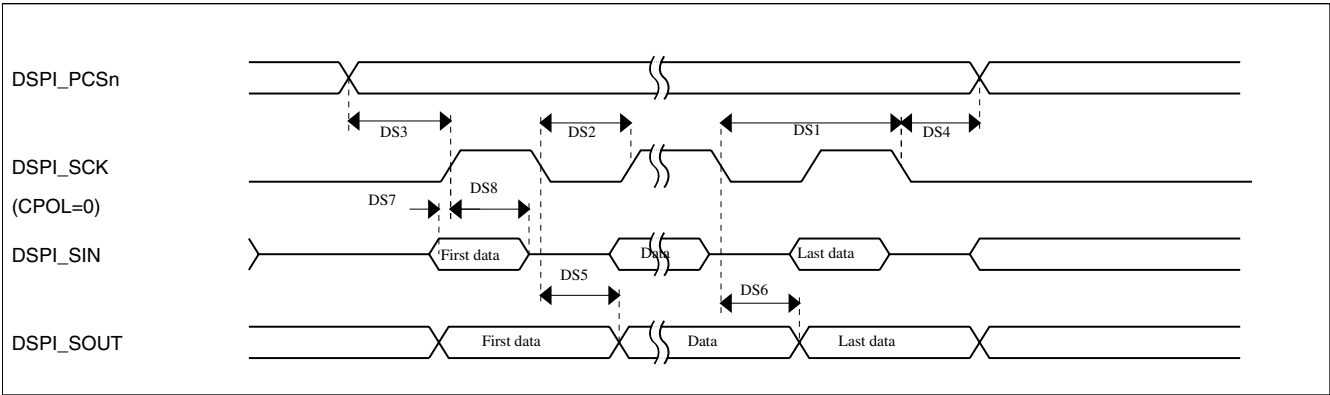 DSPI_PCSn
DS3
DS2
DS1
DS4
DSPI_SCK
(CPOL=0)
DS7
DS8
DSPI_SIN
First data
Data
Last data
DS5
DS6
DSPI_SOUT
First data
Data
Last data